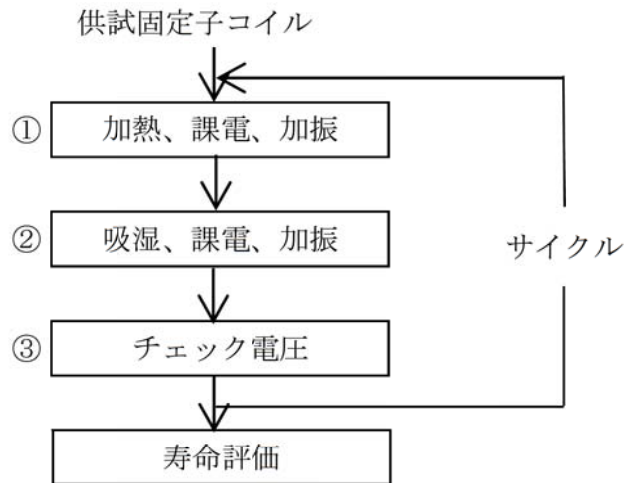 供試固定子コイル
① 加熱、課電、加振
② 吸湿、課電、加振
サイクル
③ チェック電圧
寿命評価